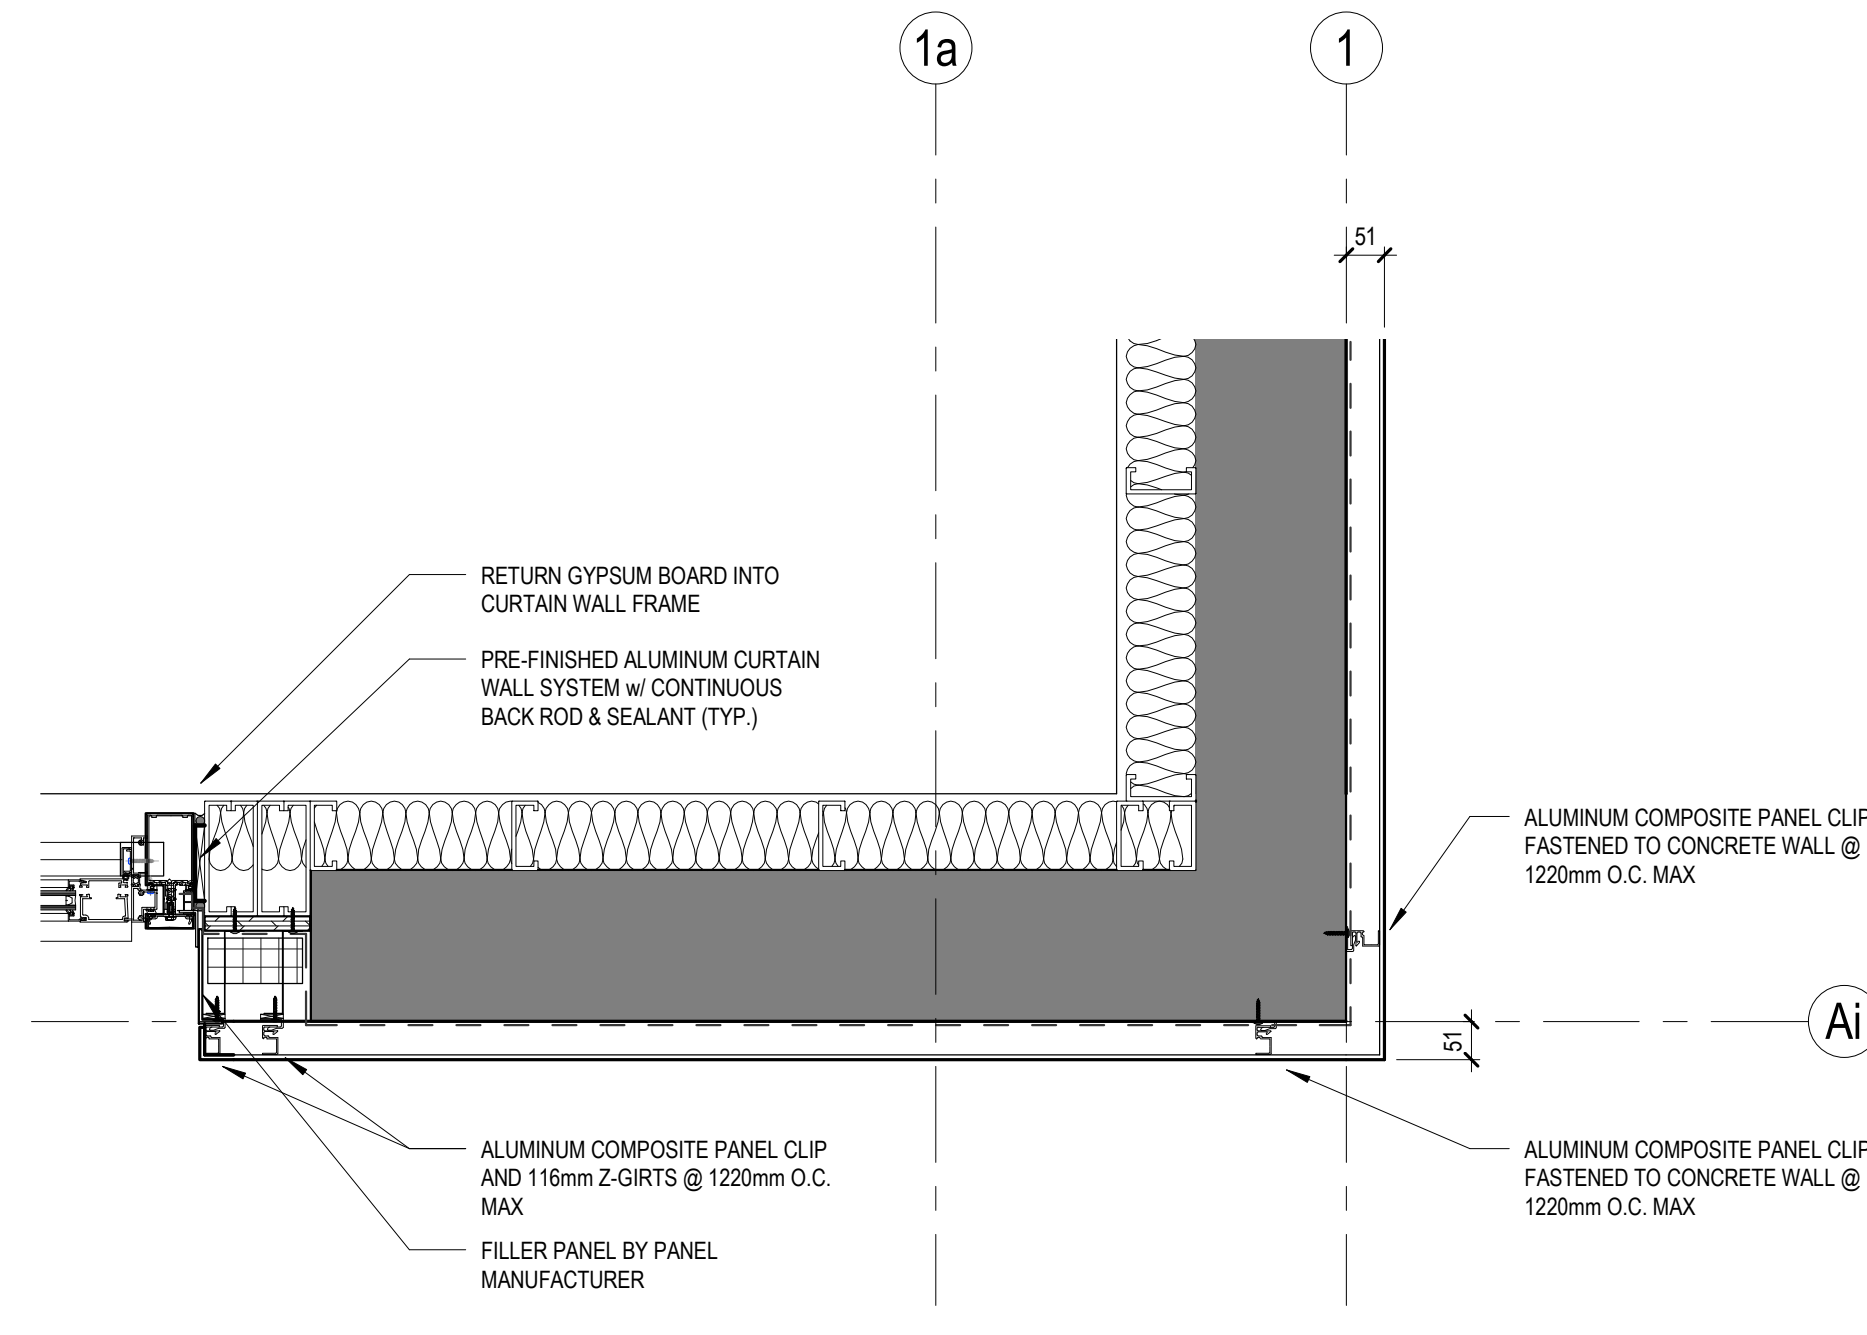 1a
1
51
RETURN GYPSUM BOARD INTO
CURTAIN WALL FRAME
PRE-FINISHED ALUMINUM CURTAIN
WALL SYSTEM w/ CONTINUOUS
BACK ROD & SEALANT (TYP.)
ALUMINUM COMPOSITE PANEL CLIP
FASTENED TO CONCRETE WALL @
1220mm O.C. MAX
Ai
51
ALUMINUM COMPOSITE PANEL CLIP
AND 116mm Z-GIRTS @ 1220mm O.C.
MAX
ALUMINUM COMPOSITE PANEL CLIP
FASTENED TO CONCRETE WALL @
1220mm O.C. MAX
FILLER PANEL BY PANEL
MANUFACTURER